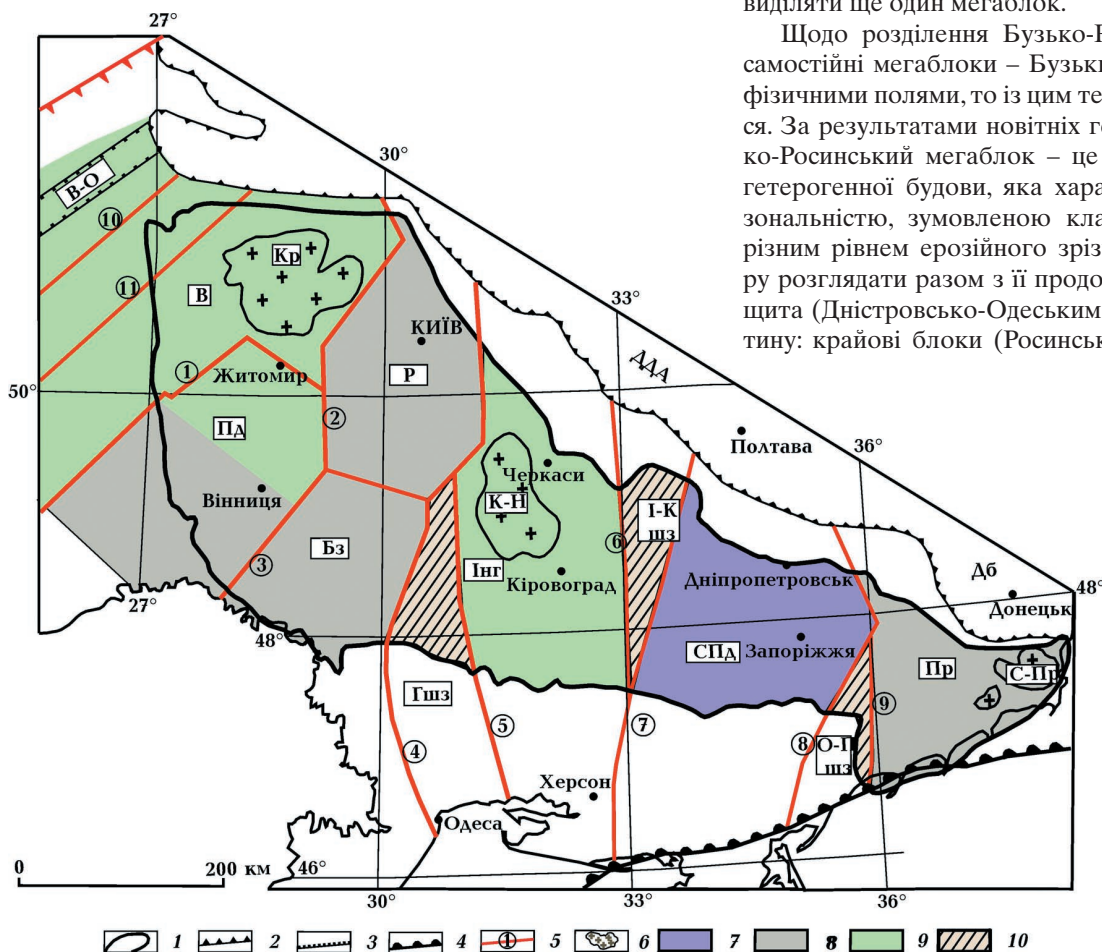 виділяти ще один мегаблок.
Щодо розділення Бузько-Р
самостійні мегаблоки – Бузьки
фізичними полями, то із цим те
ся. За результатами новітніх г
ко-Росинський мегаблок – це
гетерогенної будови, яка хара
зональністю, зумовленою кла
різним рівнем ерозійного зріз
ру розглядати разом з її продо
щита (Дністровсько-Одеським
тину: крайові блоки (Росинськ
27°
30°
В-О
10
Кр
11
В
33°
КИЇВ
ДДА
1
Житомир
Р
50°
2
Полтава
Пд
36°
Черкаси
Вінниця
К-Н
І-К
шз
6
Бз
Інг
Дб
3
Кіровоград
Дніпропетровськ
48°
27°
Донецьк
48°
СПд
Запоріжжя
Пр
С-Пр
Гшз
9
5
7
4
8
О-П
шз
Херсон
Одеса
0
200 км
46°
30°
33°
36°
1 2 3 4 1 5 6 7 8 9 10